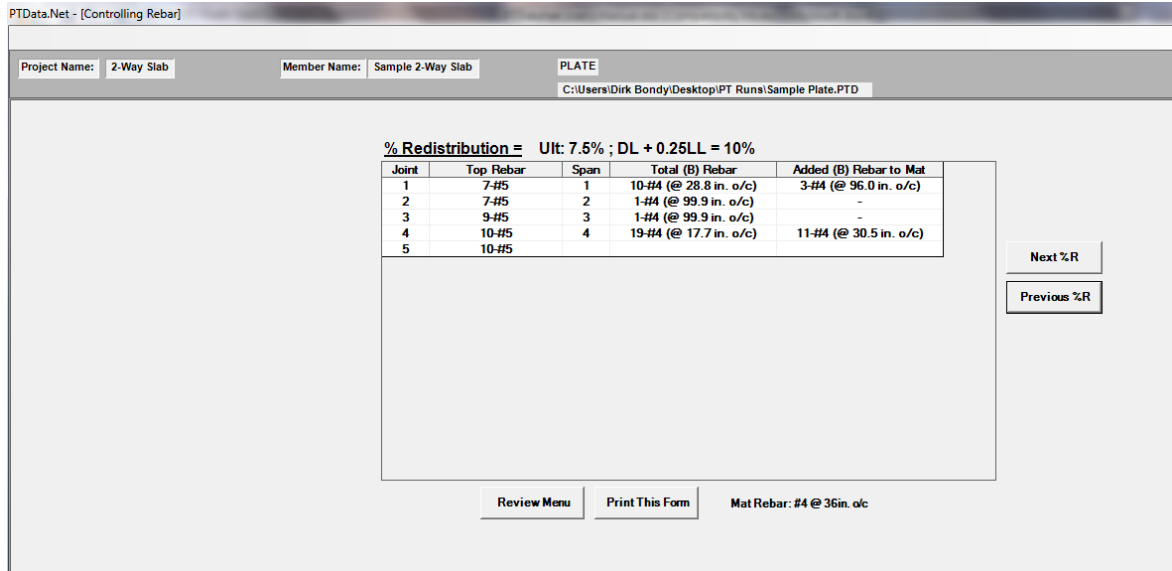 PTData.Net - [Controlling Rebar]
Project Name: 2-Way Slab Member Name: Sample 2-Way Slab PLATE
C:\Users\Dirk Bondy\Desktop\PT Runs\Sample Plate.PTD
% Redistribution = Ult: 7.5% ; DL + 0.25LL = 10%
Joint Top Rebar Span Total (B) Rebar Added (B) Rebar to Mat
1 7-#5 1 10-#4 (@ 28.8 in. o/c) 3-#4 (@ 96.0 in. o/c)
2 7-#5 2 1-#4 (@ 99.9 in. o/c) -
3 9-#5 3 1-#4 (@ 99.9 in. o/c) -
4 10-#5 4 19-#4 (@ 17.7 in. o/c) 11-#4 (@ 30.5 in. o/c)
5 10-#5
Next %R
Previous %R
Review Menu Print This Form Mat Rebar: #4 @ 36in. o/c